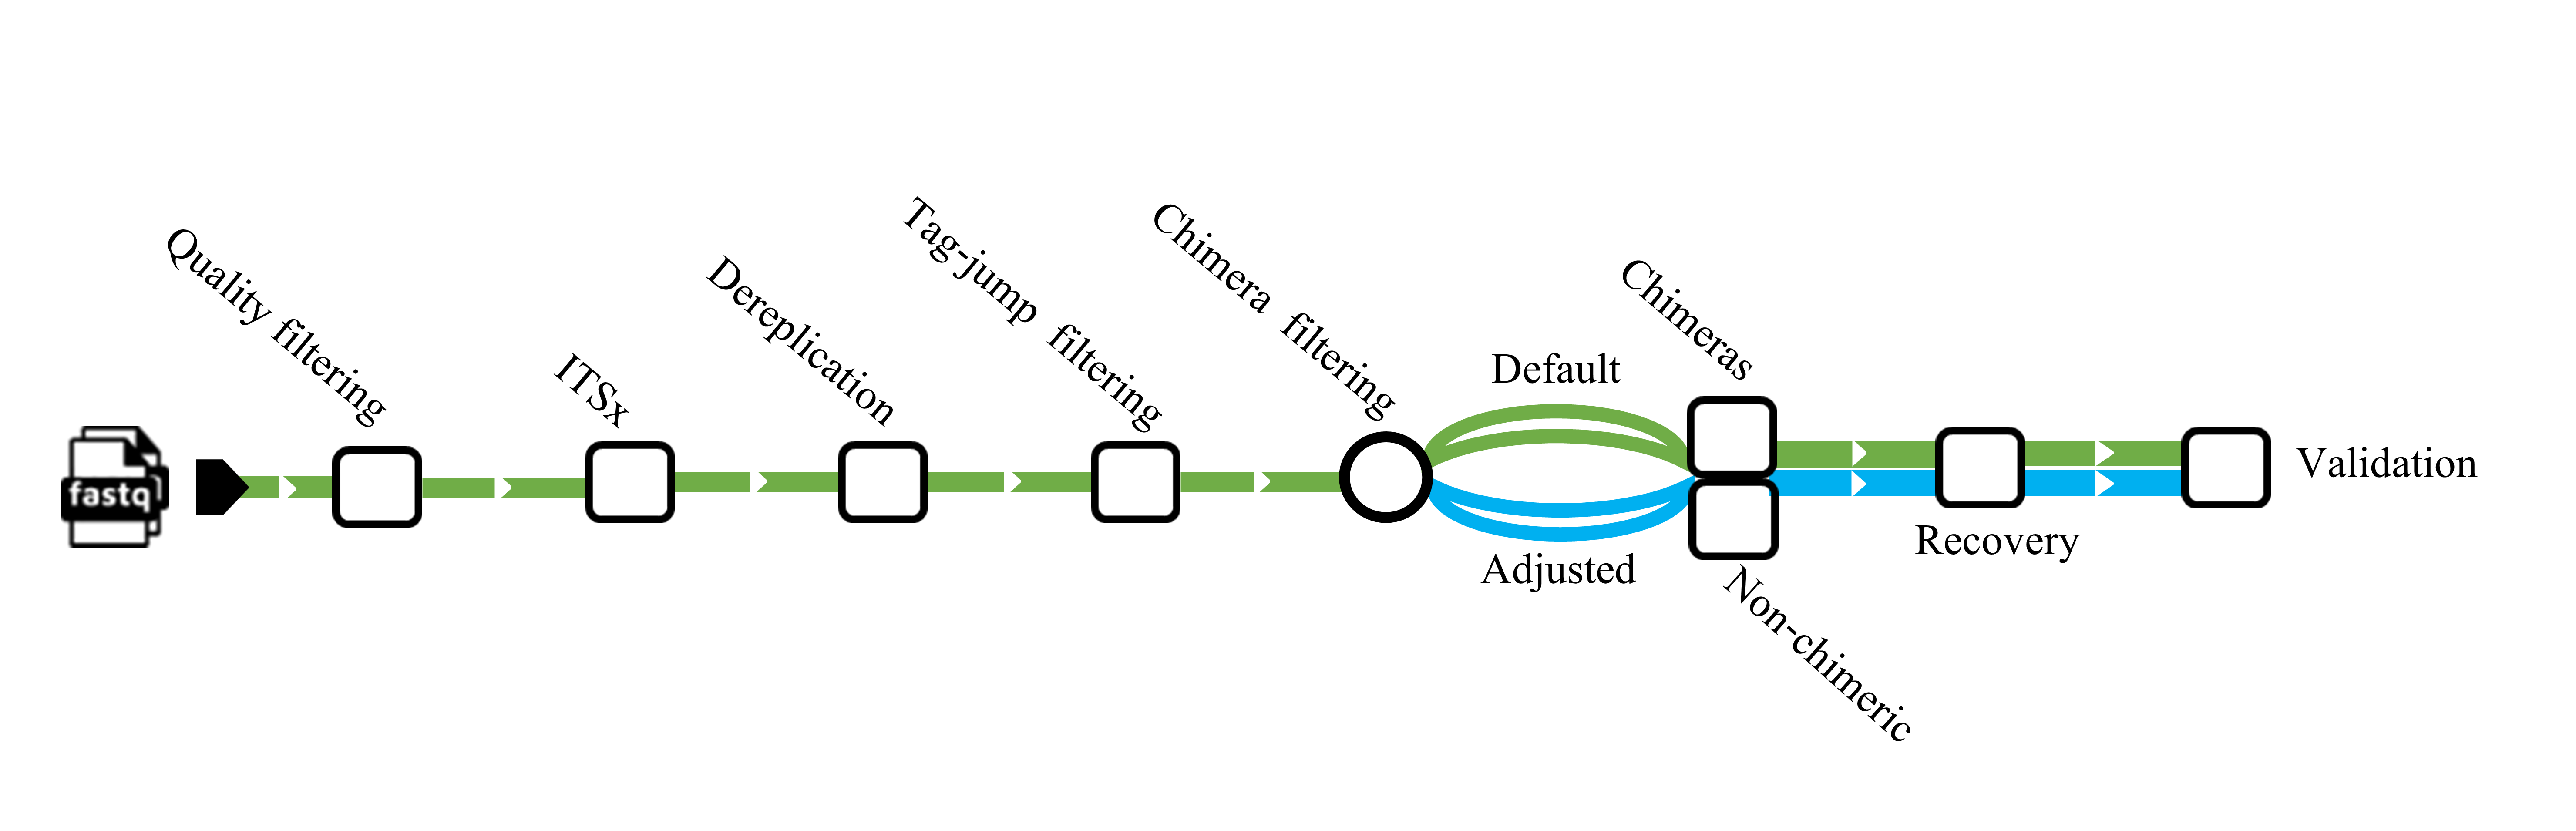 fastq
Quality filtering
ITSx
Dereplication
Tag-jump filtering
Chimera filtering
Default
Adjusted
Chimeras
Non-chimeric
Recovery
Validation